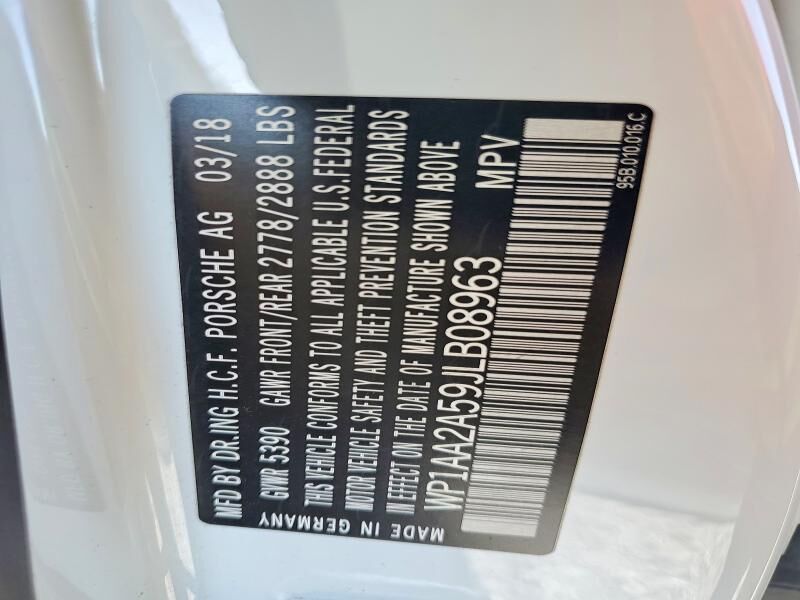 MFD BY DR.ING H.C.F. PORSCHE AG 03/18
GVWR 5390 GAWR FRONT/REAR 2778/2888 LBS
THIS VEHICLE CONFORMS TO ALL APPLICABLE U.S.FEDERAL
MOTOR VEHICLE SAFETY AND THEFT PREVENTION STANDARDS
IN EFFECT ON THE DATE OF MANUFACTURE SHOWN ABOVE
WP1AA2A59JLB08963 MPV
MADE IN GERMANY
95B.010.016.C